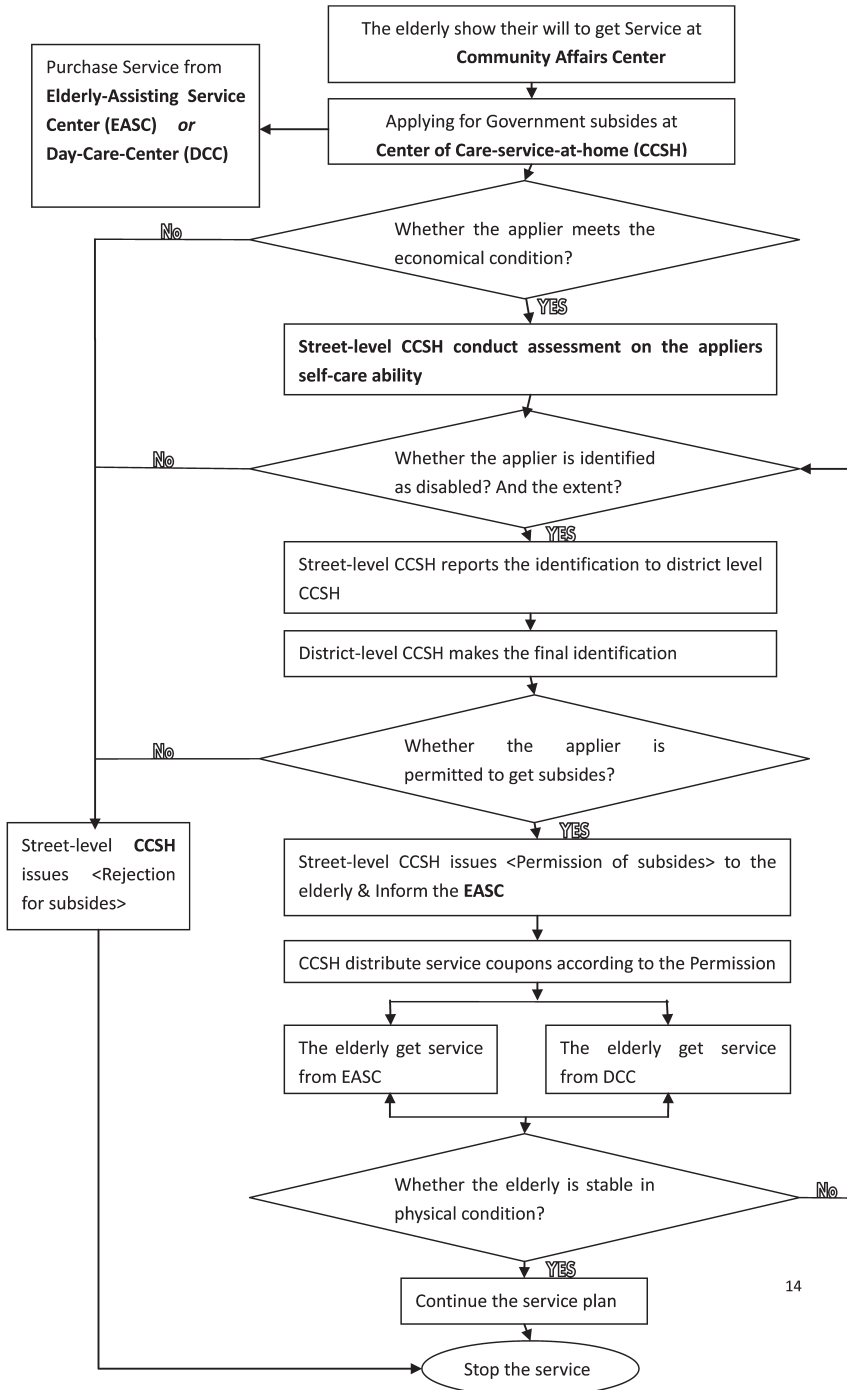 The elderly show their will to get Service at
Community Affairs Center
Purchase Service from
Elderly-Assisting Service
Center (EASC) or
Day-Care-Center (DCC)
Applying for Government subsides at
Center of Care-service-at-home (CCSH)
No
Whether the applier meets the
economical condition?
YES
Street-level CCSH conduct assessment on the appliers
self-care ability
No
Whether the applier is identified
as disabled? And the extent?
YES
Street-level CCSH reports the identification to district level
CCSH
District-level CCSH makes the final identification
No
Whether the applier is
permitted to get subsides?
YES
Street-level CCSH
issues <Rejection
for subsides>
Street-level CCSH issues <Permission of subsides> to the
elderly & Inform the EASC
CCSH distribute service coupons according to the Permission
The elderly get service
from EASC
The elderly get service
from DCC
Whether the elderly is stable in
physical condition?
No
YES
14
Continue the service plan
Stop the service